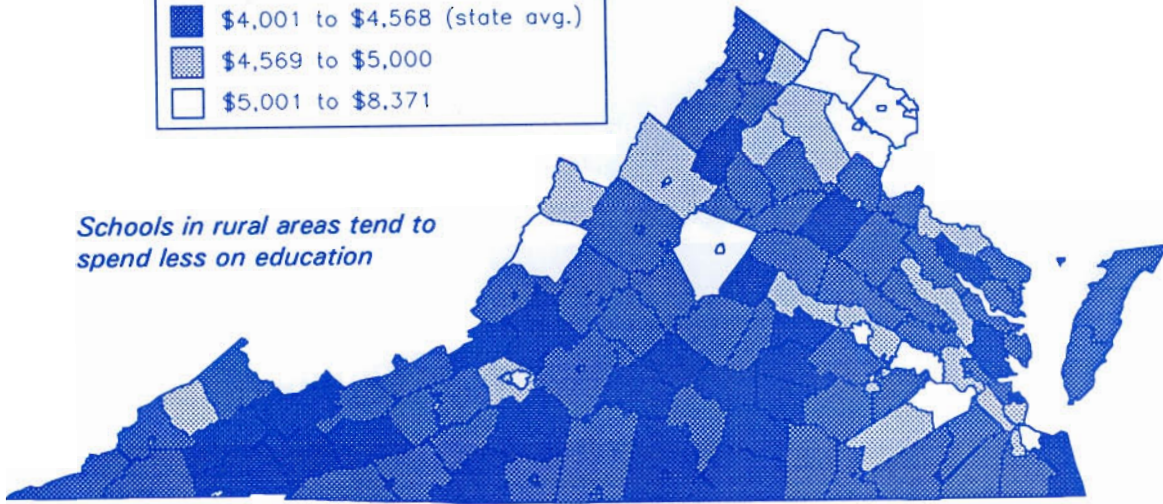 $4,001 to $4,568 (state avg.)
$4,569 to $5,000
$5,001 to $8,371
Schools in rural areas tend to
spend less on education